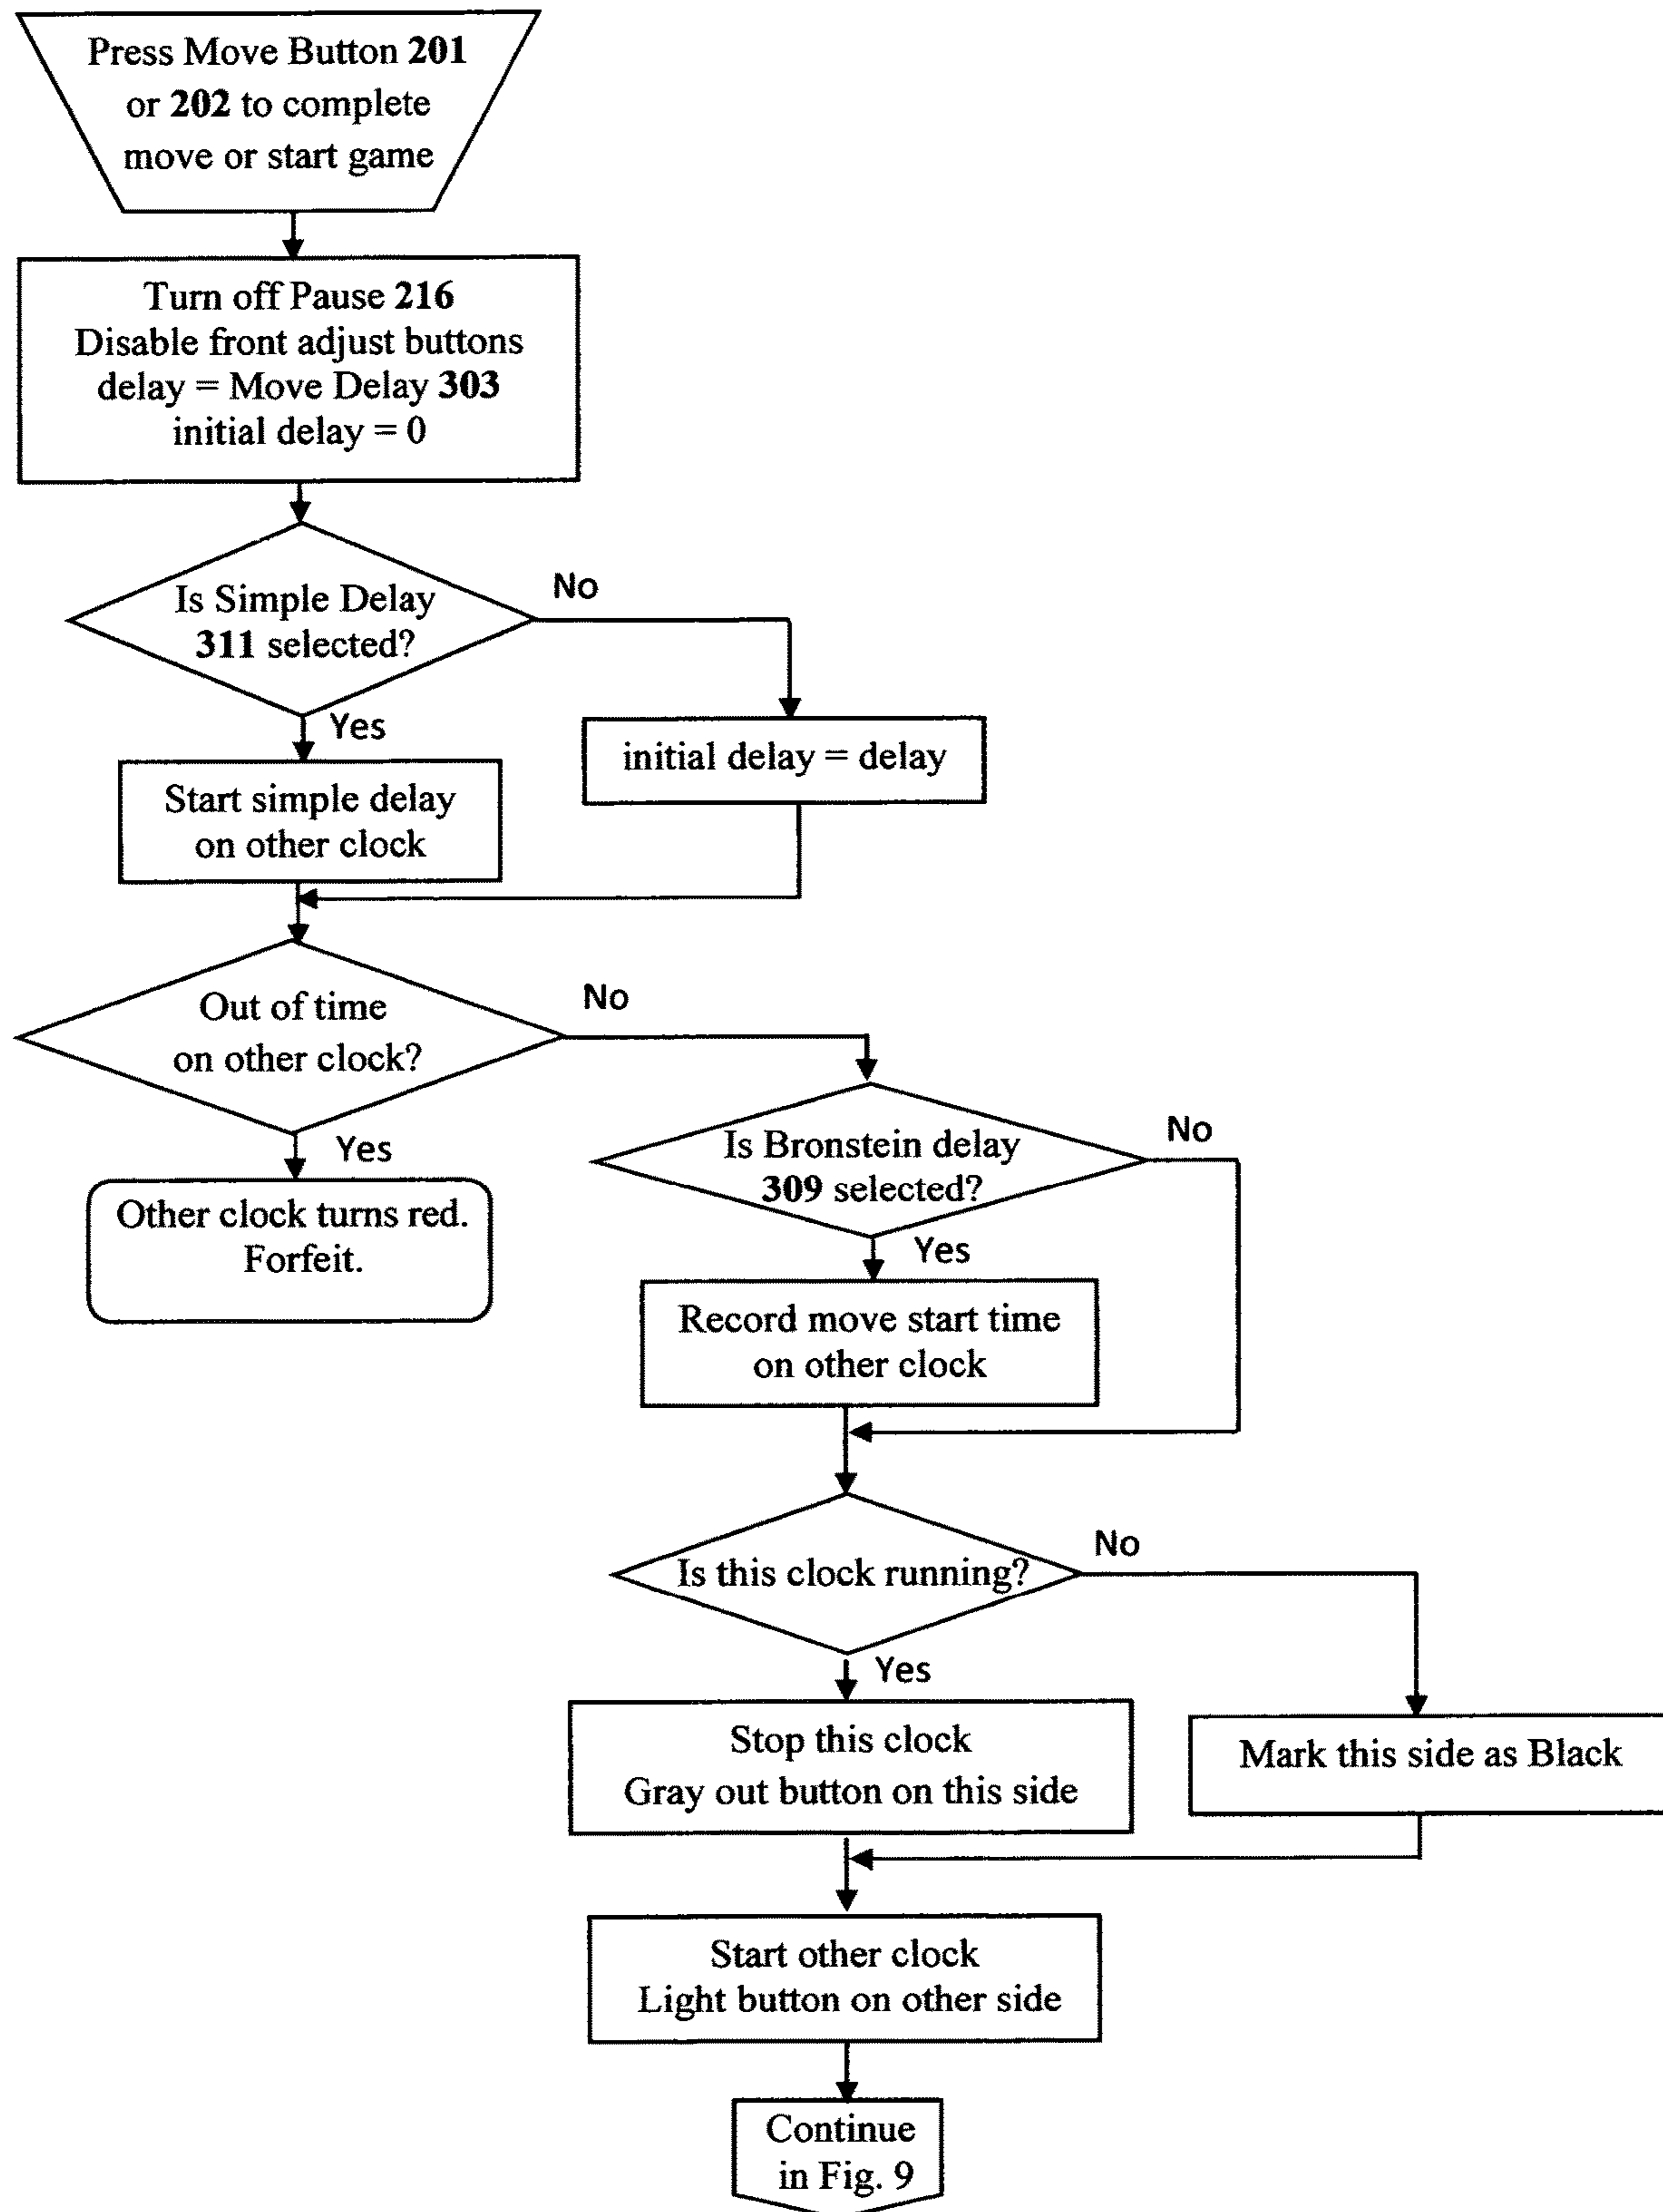 Press Move Button 201
or 202 to complete
move or start game
Turn off Pause 216
Disable front adjust buttons
delay = Move Delay 303
initial delay = 0
Is Simple Delay
311 selected?
No
Yes
initial delay = delay
Start simple delay
on other clock
Out of time
on other clock?
No
Yes
Other clock turns red.
Forfeit.
Is Bronstein delay
309 selected?
No
Yes
Record move start time
on other clock
Is this clock running?
No
Yes
Stop this clock
Gray out button on this side
Mark this side as Black
Start other clock
Light button on other side
Continue
in Fig. 9